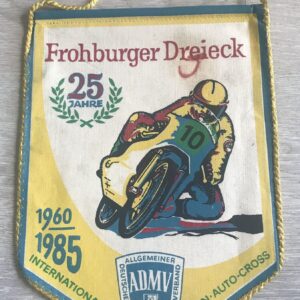 Frohburger Dreieck
25
JAHRE
10
1960
1985
INTERNATIONA
ALLGEMEINER
DEUTSCHER
ADMV
VERBAND
AUTO-CROSS